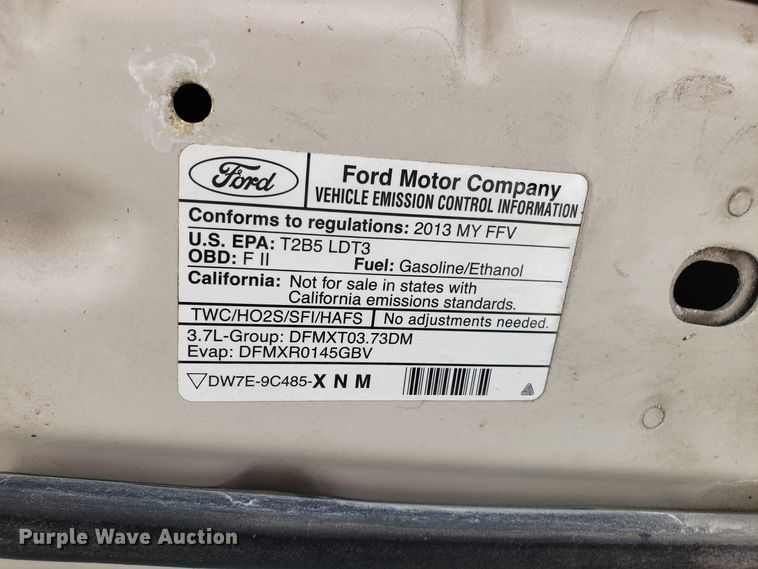 Ford
Ford Motor Company
VEHICLE EMISSION CONTROL INFORMATION
Conforms to regulations: 2013 MY FFV
U.S. EPA: T2B5 LDT3
OBD: F II Fuel: Gasoline/Ethanol
California: Not for sale in states with
California emissions standards.
TWC/HO2S/SFI/HAFS No adjustments needed.
3.7L-Group: DFMXT03.73DM
Evap: DFMXR0145GBV
DW7E-9C485-X N M
Purple Wave Auction